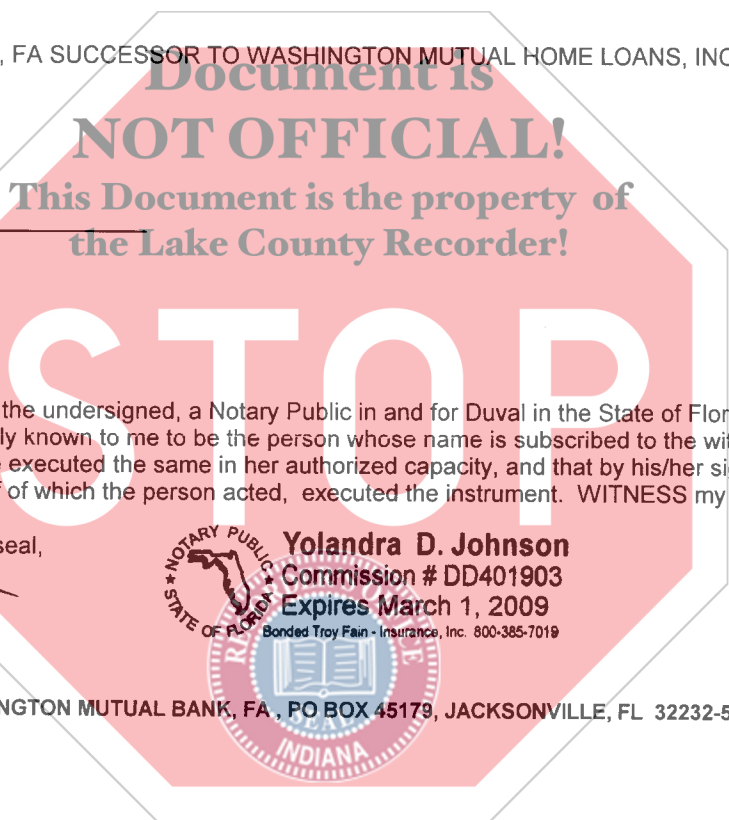 , FA SUCCESSOR TO WASHINGTON MUTUAL HOME LOANS, INC
Document is
NOT OFFICIAL!
This Document is the property of
the Lake County Recorder!
STOP
the undersigned, a Notary Public in and for Duval in the State of Flor
ly known to me to be the person whose name is subscribed to the wit
executed the same in her authorized capacity, and that by his/her si
of which the person acted, executed the instrument. WITNESS my
seal,
NOTARY PUBLIC
STATE OF FLORIDA
Yolandra D. Johnson
Commission # DD401903
Expires March 1, 2009
Bonded Troy Fain - Insurance, Inc. 800-385-7019
SEAL
INDIANA
NGTON MUTUAL BANK, FA , PO BOX 45179, JACKSONVILLE, FL 32232-5